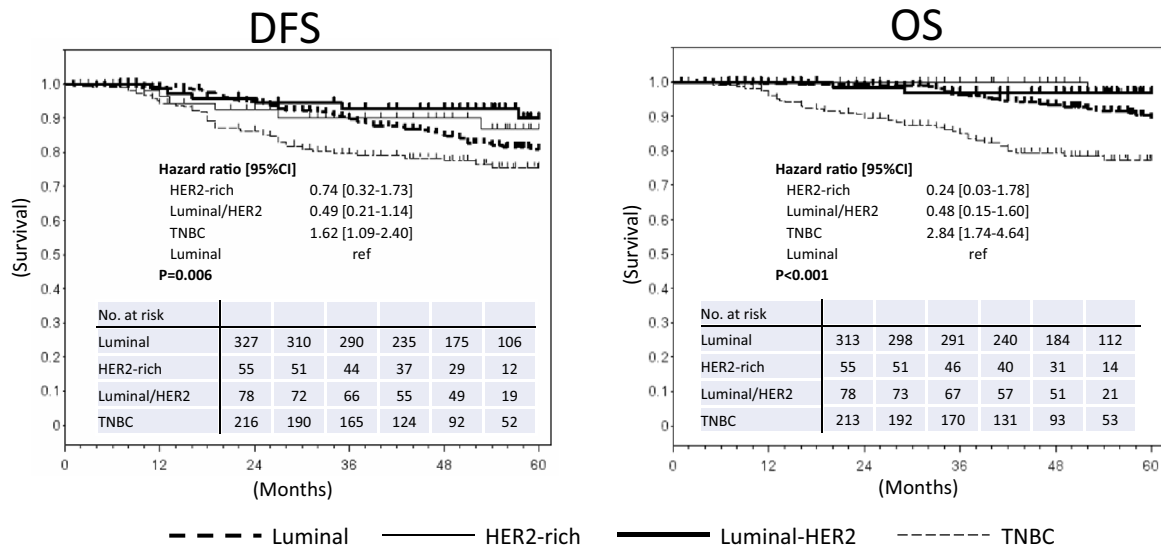 DFS
1.0
0.9
0.8
0.7
0.6
0.5
0.4
0.3
0.2
0.1
0
(Survival)
Hazard ratio [95%CI]
HER2-rich 0.74 [0.32-1.73]
Luminal/HER2 0.49 [0.21-1.14]
TNBC 1.62 [1.09-2.40]
Luminal ref
P=0.006
No. at risk
Luminal 327 310 290 235 175 106
HER2-rich 55 51 44 37 29 12
Luminal/HER2 78 72 66 55 49 19
TNBC 216 190 165 124 92 52
0 12 24 36 48 60
(Months)
OS
1.0
0.9
0.8
0.7
0.6
0.5
0.4
0.3
0.2
0.1
0
(Survival)
Hazard ratio [95%CI]
HER2-rich 0.24 [0.03-1.78]
Luminal/HER2 0.48 [0.15-1.60]
TNBC 2.84 [1.74-4.64]
Luminal ref
P<0.001
No. at risk
Luminal 313 298 291 240 184 112
HER2-rich 55 51 46 40 31 14
Luminal/HER2 78 73 67 57 51 21
TNBC 213 192 170 131 93 53
0 12 24 36 48 60
(Months)
Luminal HER2-rich Luminal-HER2 TNBC